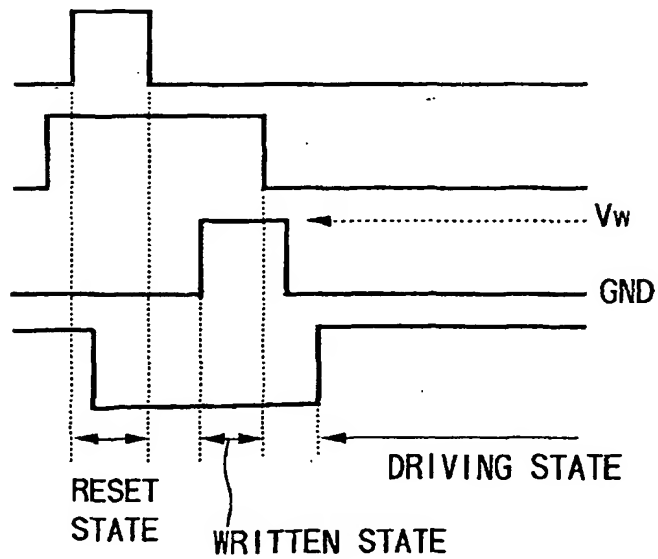 Vw
GND
DRIVING STATE
RESET
STATE
WRITTEN STATE